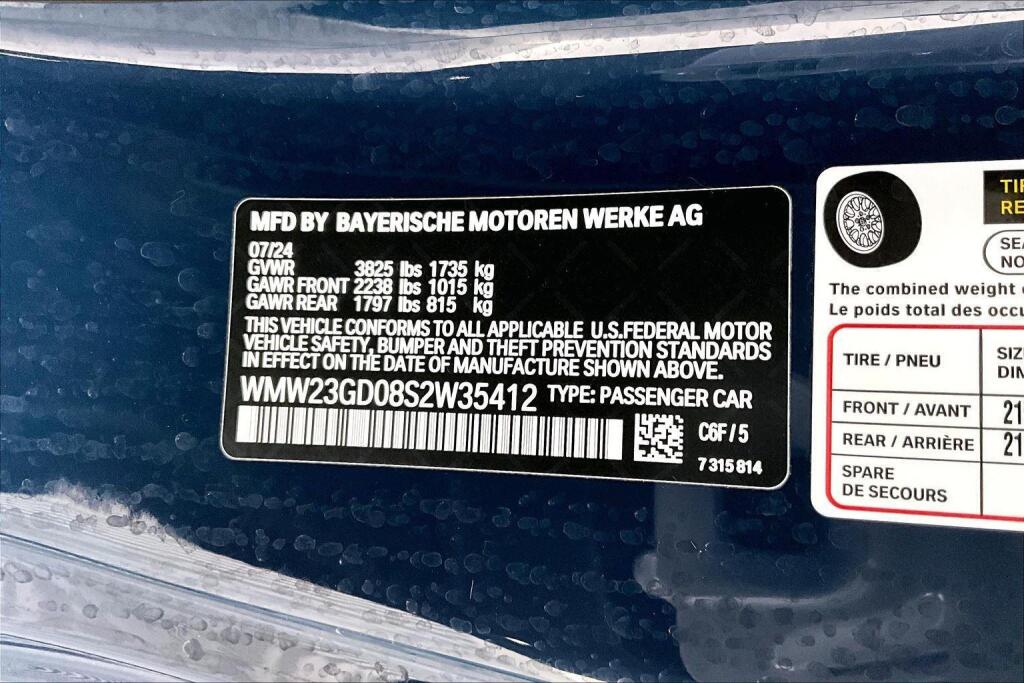 MFD BY BAYERISCHE MOTOREN WERKE AG
07/24
GVWR 3825 lbs 1735 kg
GAWR FRONT 2238 lbs 1015 kg
GAWR REAR 1797 lbs 815 kg
THIS VEHICLE CONFORMS TO ALL APPLICABLE U.S.FEDERAL MOTOR
VEHICLE SAFETY, BUMPER AND THEFT PREVENTION STANDARDS
IN EFFECT ON THE DATE OF MANUFACTURE SHOWN ABOVE.
WMW23GD08S2W35412 TYPE: PASSENGER CAR
C6F/5
7 315 814
The combined weight
Le poids total des
TIRE / PNEU
FRONT / AVANT
REAR / ARRIÈRE
SPARE
DE SECOURS